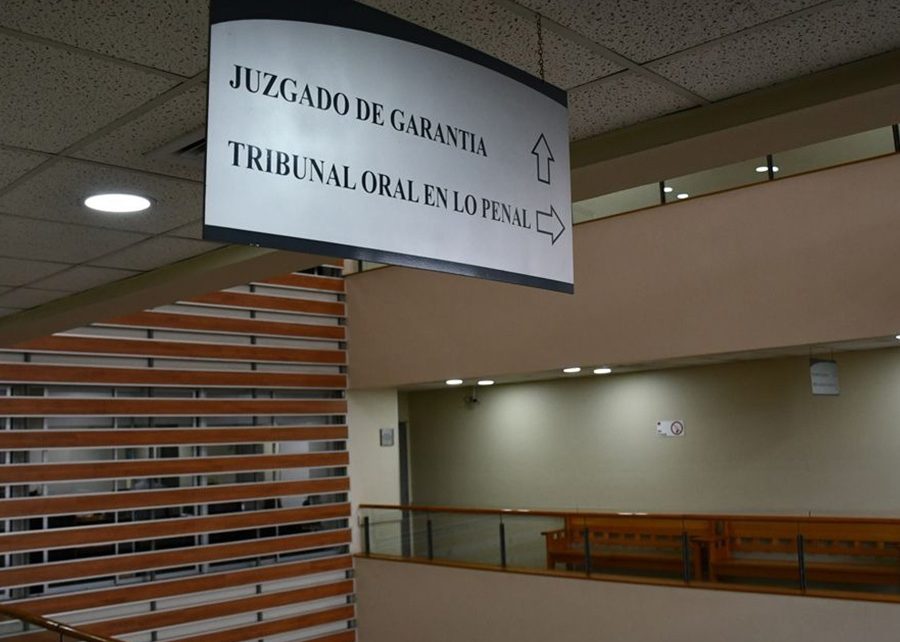 JUZGADO DE GARANTIA
TRIBUNAL ORAL EN LO PENAL